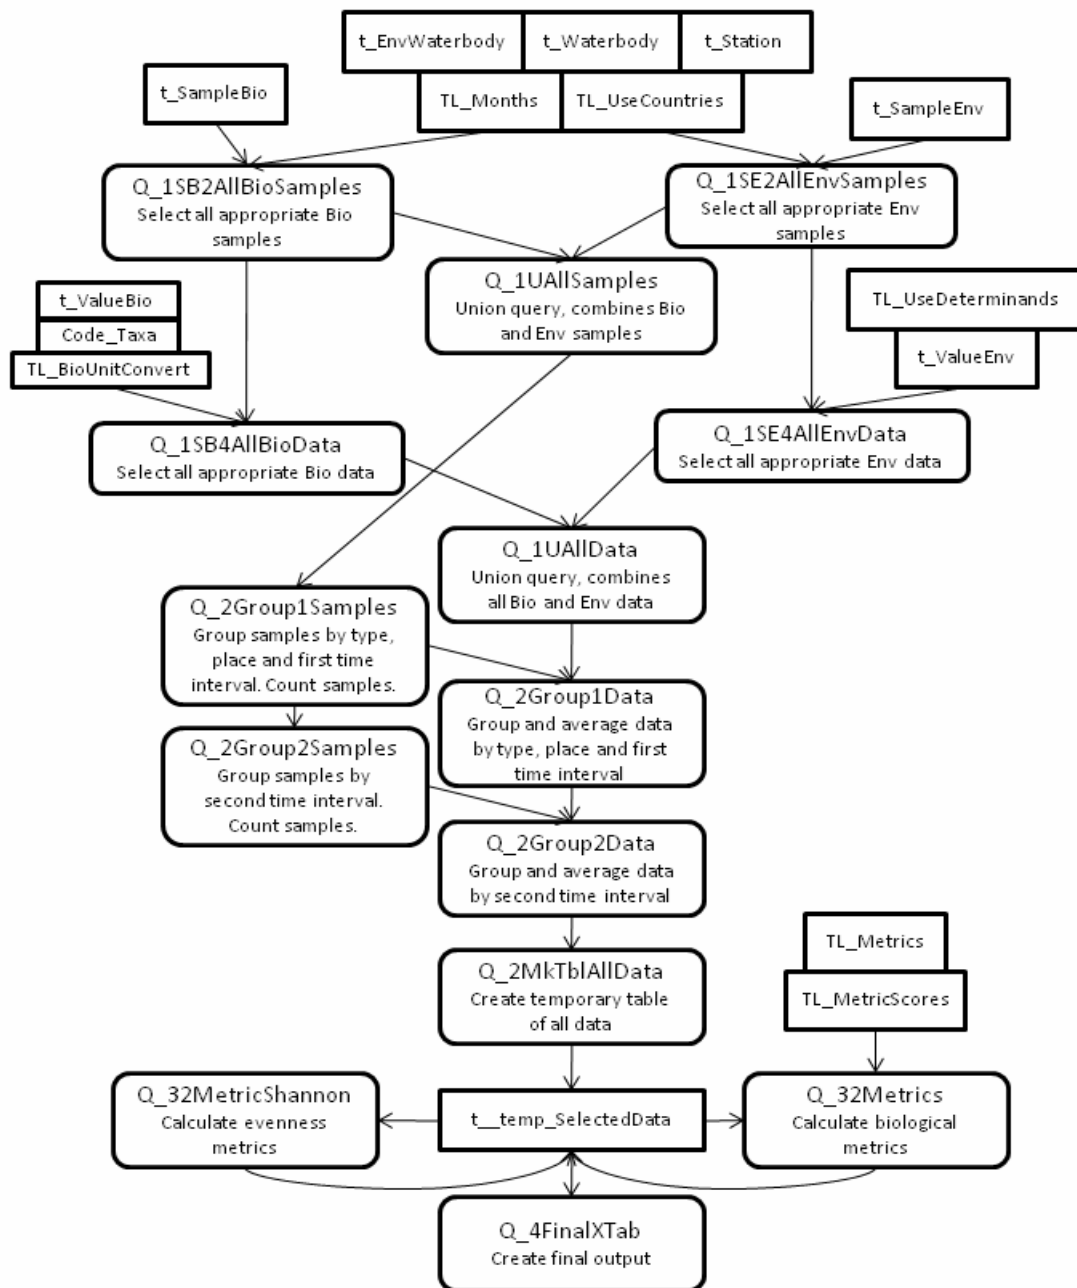 t_EnvWaterbody
t_Waterbody
t_Station
t_SampleBio
TL_Months
TL_UseCountries
t_SampleEnv
Q_1SB2AllBioSamples
Select all appropriate Bio
samples
Q_1SE2AllEnvSamples
Select all appropriate Env
samples
Q_1UAllSamples
Union query, combines Bio
and Env samples
t_ValueBio
Code_Taxa
TL_BioUnitConvert
TL_UseDeterminands
t_ValueEnv
Q_1SB4AllBioData
Select all appropriate Bio data
Q_1SE4AllEnvData
Select all appropriate Env data
Q_1UAllData
Union query, combines
all Bio and Env data
Q_2Group1Samples
Group samples by type,
place and first time
interval. Count samples.
Q_2Group1Data
Group and average data
by type, place and first
time interval
Q_2Group2Samples
Group samples by
second time interval.
Count samples.
Q_2Group2Data
Group and average data
by second time interval
Q_2MkTblAllData
Create temporary table
of all data
TL_Metrics
TL_MetricScores
Q_32MetricShannon
Calculate evenness
metrics
t__temp_SelectedData
Q_32Metrics
Calculate biological
metrics
Q_4FinalXTab
Create final output